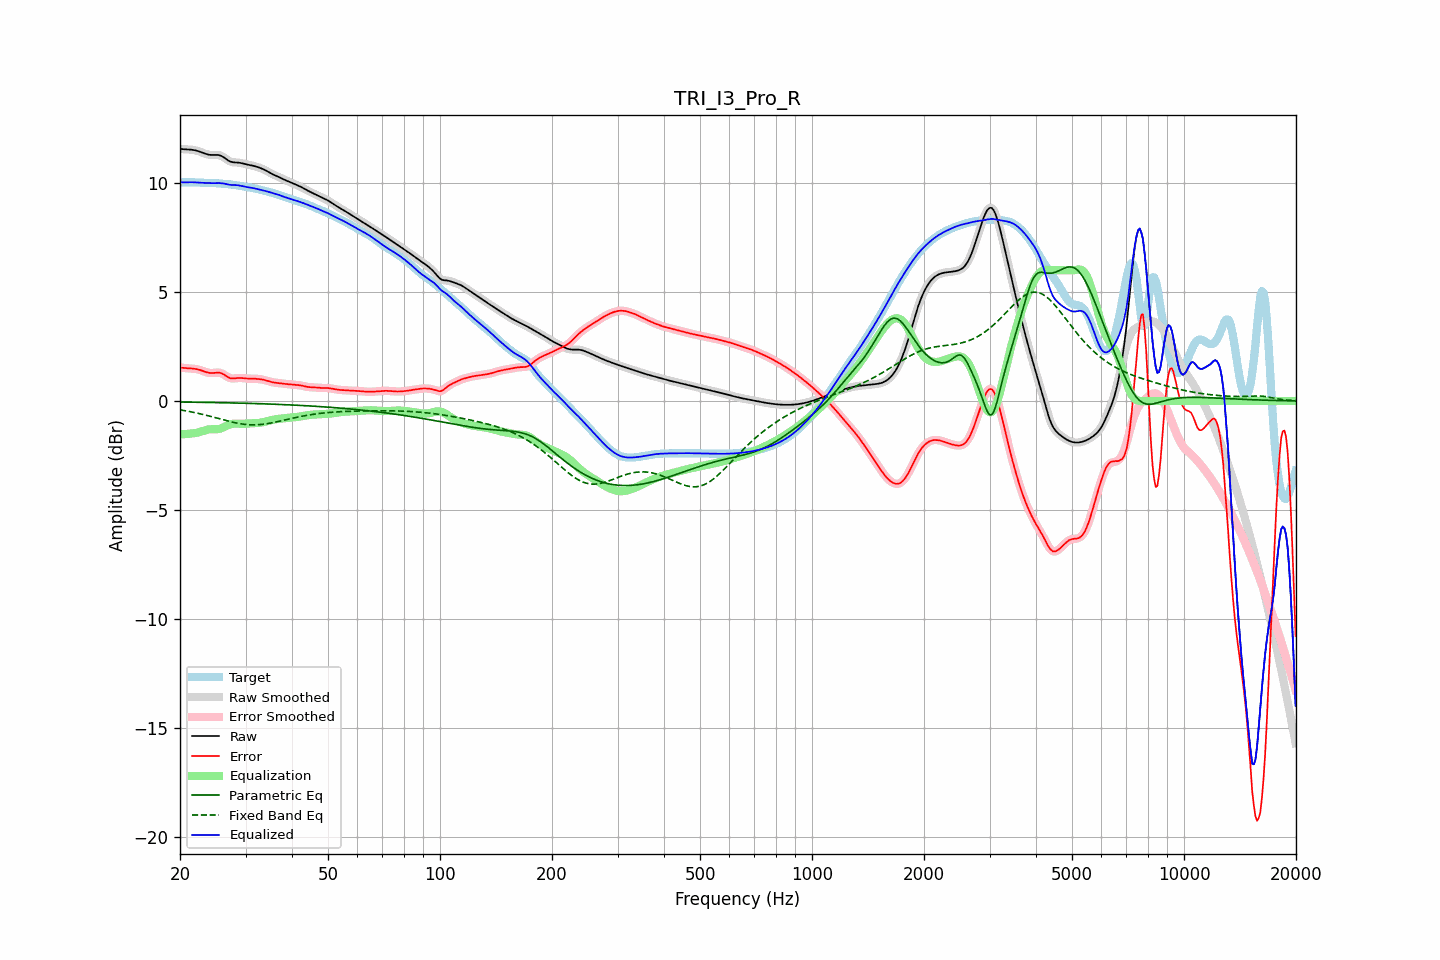 TRI_I3_Pro_R
Amplitude (dBr)
10
5
0
−5
−10
−15
−20
Target
Raw Smoothed
Error Smoothed
Raw
Error
Equalization
Parametric Eq
Fixed Band Eq
Equalized
20
50
100
200
500
1000
2000
5000
10000
20000
Frequency (Hz)